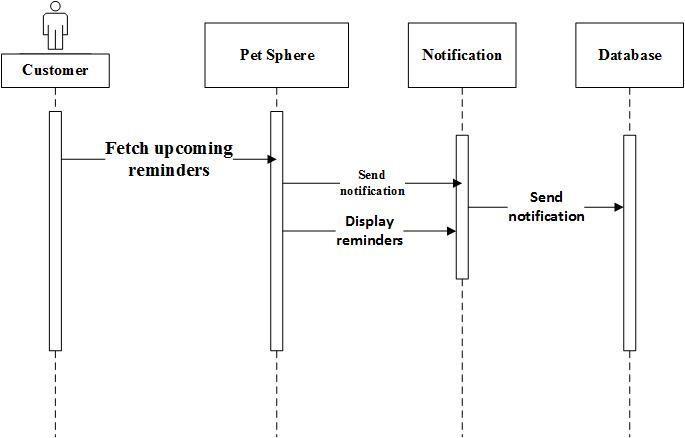 Customer
Pet Sphere
Notification
Database
Fetch upcoming
reminders
Send
notification
Send
notification
Display
reminders